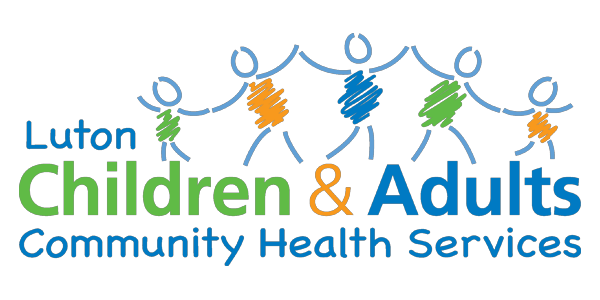 Luton
Children & Adults
Community Health Services